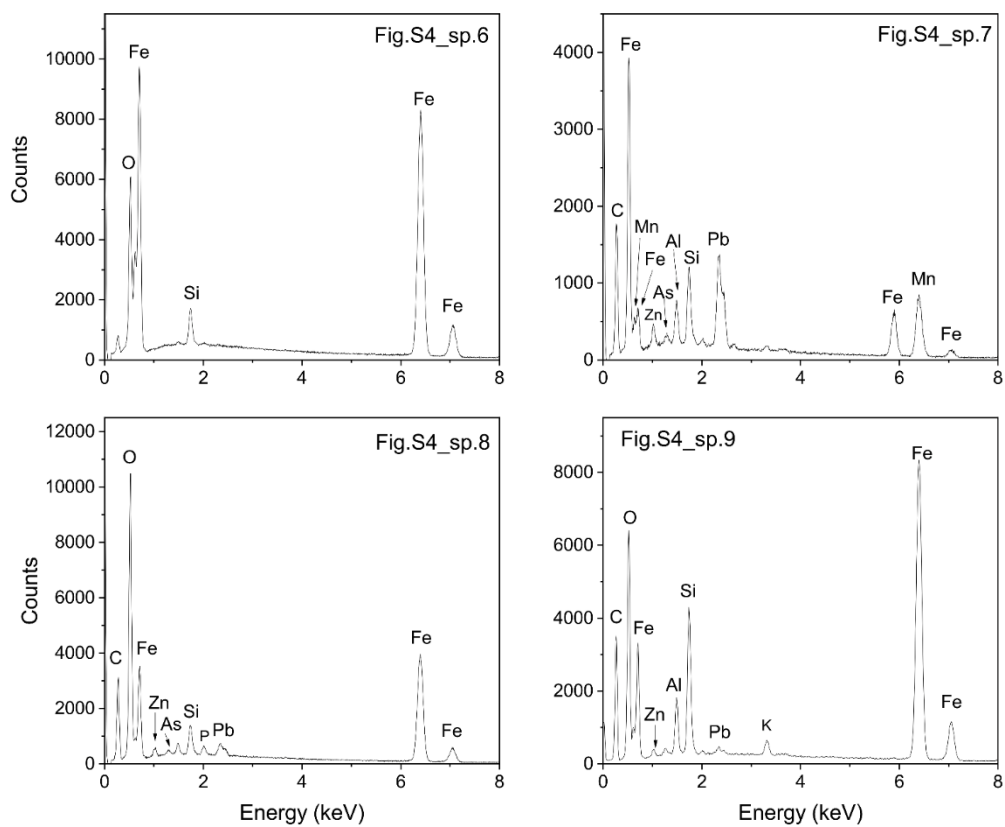 Fig.S4_sp.6
Counts
10000
8000
6000
4000
2000
0
O
Fe
Si
Fe
Fe
0
2
4
6
8
Fig.S4_sp.7
4000
3000
2000
1000
0
C
Fe
Mn
Fe
Zn
As
Al
Si
Pb
Fe
Mn
Fe
0
2
4
6
8
Fig.S4_sp.8
Counts
12000
10000
8000
6000
4000
2000
0
C
O
Fe
Zn
As
Si
P
Pb
Fe
Fe
0
2
4
6
8
Energy (keV)
Fig.S4_sp.9
8000
6000
4000
2000
0
C
O
Fe
Zn
Al
Si
Pb
K
Fe
Fe
0
2
4
6
8
Energy (keV)